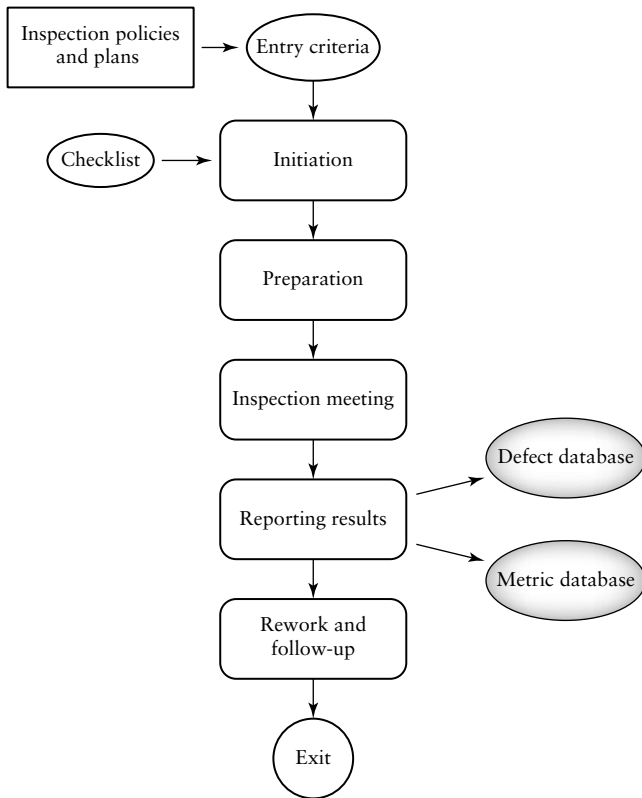 Inspection policies
and plans
Entry criteria
Checklist
Initiation
Preparation
Inspection meeting
Defect database
Reporting results
Metric database
Rework and
follow-up
Exit